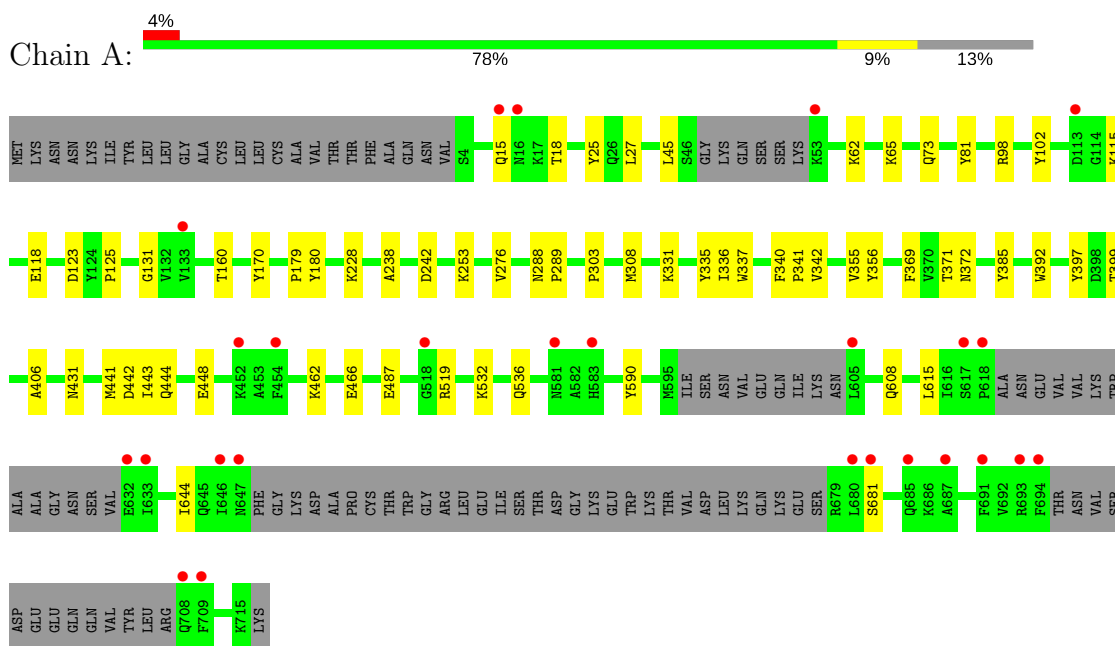 4%
Chain A:
78% 9% 13%
MET LYS ASN ASN LYS ILE TYR LEU LEU GLY ALA CYS LEU LEU CYS ALA VAL THR THR PHE ALA GLN ASN VAL S4 Q15 N16 K17 T18 Y25 Q26 L27 L45 S46 GLY LYS GLN SER SER LYS K53 K62 K65 Q73 Y81 R98 Y102 D113 G114 K115
E118 D123 Y124 P125 G131 V132 V133 T160 Y170 P179 Y180 K228 A238 D242 K253 V276 N288 P289 P303 M308 K331 Y335 I336 W337 F340 P341 V342 V355 Y356 F369 V370 T371 N372 Y385 W392 Y397 D398 T399
A406 N431 M441 D442 I443 Q444 E448 K452 A453 F454 K462 E466 E487 G518 R519 K532 Q536 N581 A582 H583 Y590 M595 ILE SER ASN VAL GLU GLN ILE LYS ASN L605 Q608 L615 I616 S617 P618 ALA ASN GLU VAL VAL LYS TRP
ALA ALA GLY ASN SER VAL E632 I633 I644 Q645 I646 N647 PHE GLY LYS ASP ALA PRO CYS THR THR TRP GLY ARG LEU GLU ILE SER THR ASP GLY LYS GLU TRP LYS THR VAL ASP LEU LYS GLN LYS GLU SER R679 L680 S681 Q685 K686 A687 F691 V692 R693 F694 THR ASN VAL SER
ASP GLU GLU GLN GLN VAL TYR LEU ARG Q708 F709 K715 LYS